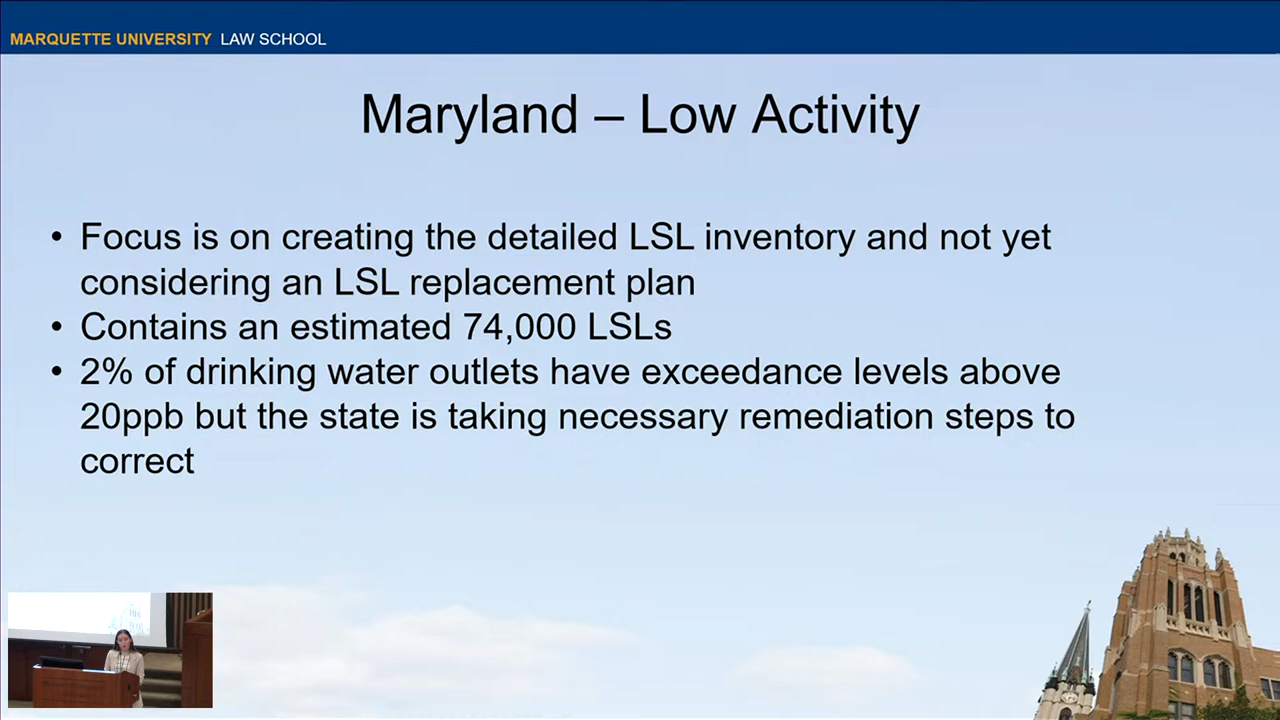 MARQUETTE UNIVERSITY LAW SCHOOL
Maryland – Low Activity
• Focus is on creating the detailed LSL inventory and not yet
considering an LSL replacement plan
• Contains an estimated 74,000 LSLs
• 2% of drinking water outlets have exceedance levels above
20ppb but the state is taking necessary remediation steps to
correct